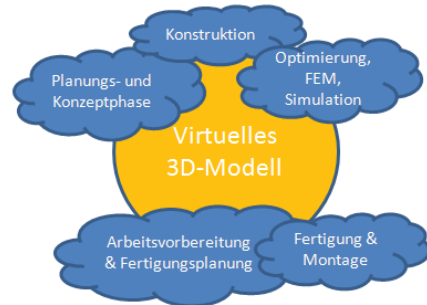 Konstruktion
Planungs- und
Konzeptphase
Optimierung,
FEM,
Simulation
Virtuelles
3D-Modell
Arbeitsvorbereitung
& Fertigungsplanung
Fertigung &
Montage